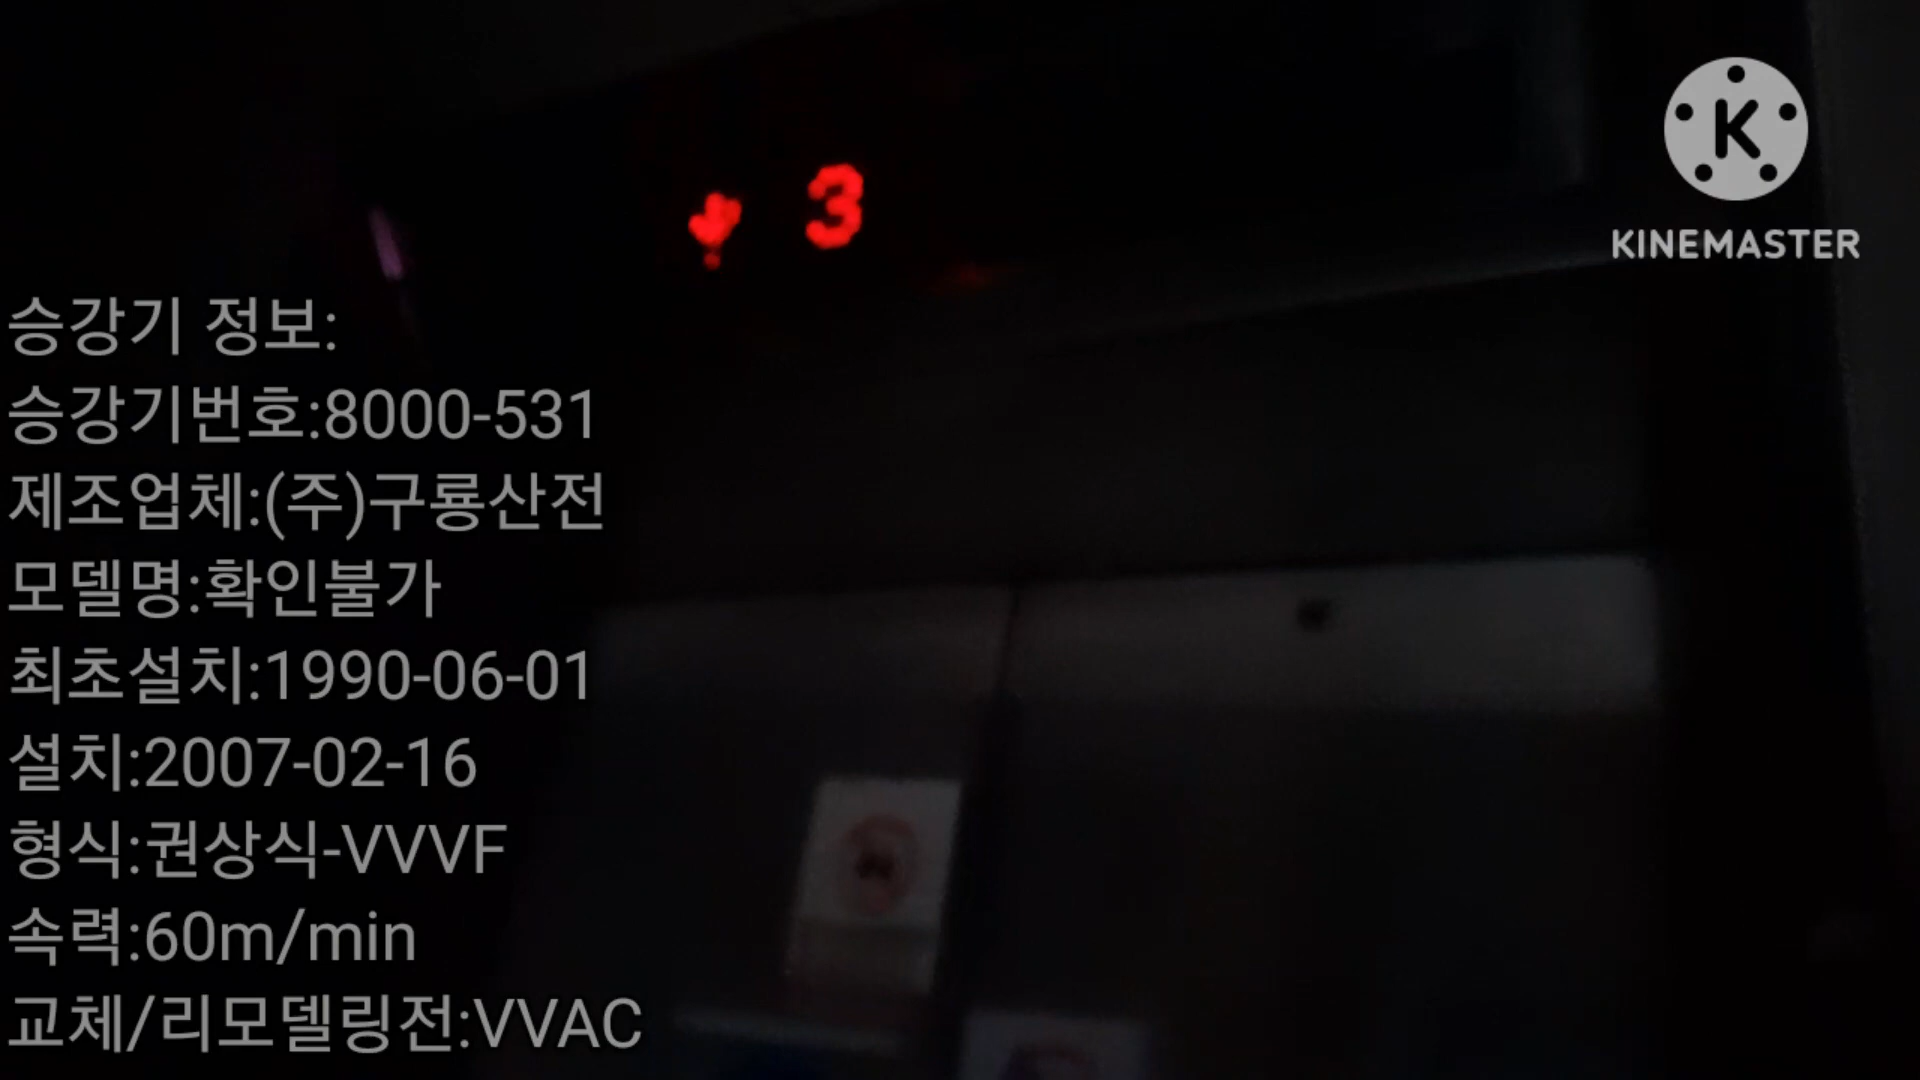 3
K
KINEMASTER
승강기 정보:
승강기번호:8000-531
제조업체:(주)구룡산전
모델명:확인불가
최초설치:1990-06-01
설치:2007-02-16
형식:권상식-VVVF
속력:60m/min
교체/리모델링전:VVAC